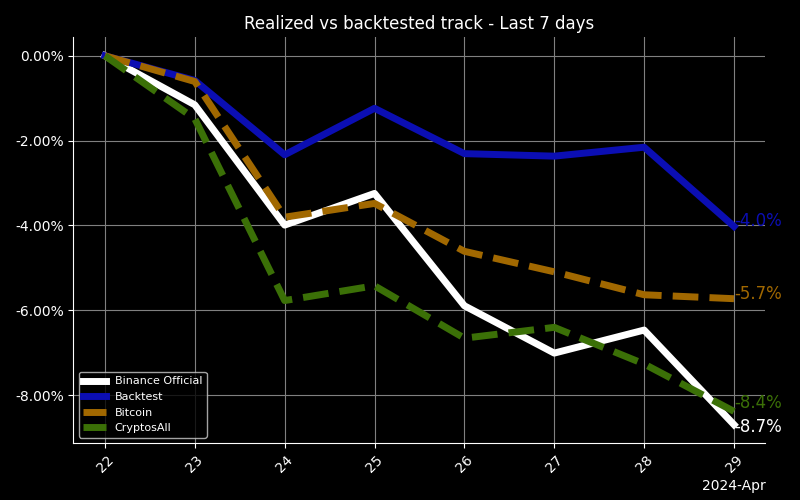 Realized vs backtested track - Last 7 days
0.00%
-2.00%
-4.00%
-6.00%
-8.00%
-4.0%
-5.7%
-8.4%
-8.7%
Binance Official
Backtest
Bitcoin
CryptosAll
22
23
24
25
26
27
28
29
2024-Apr